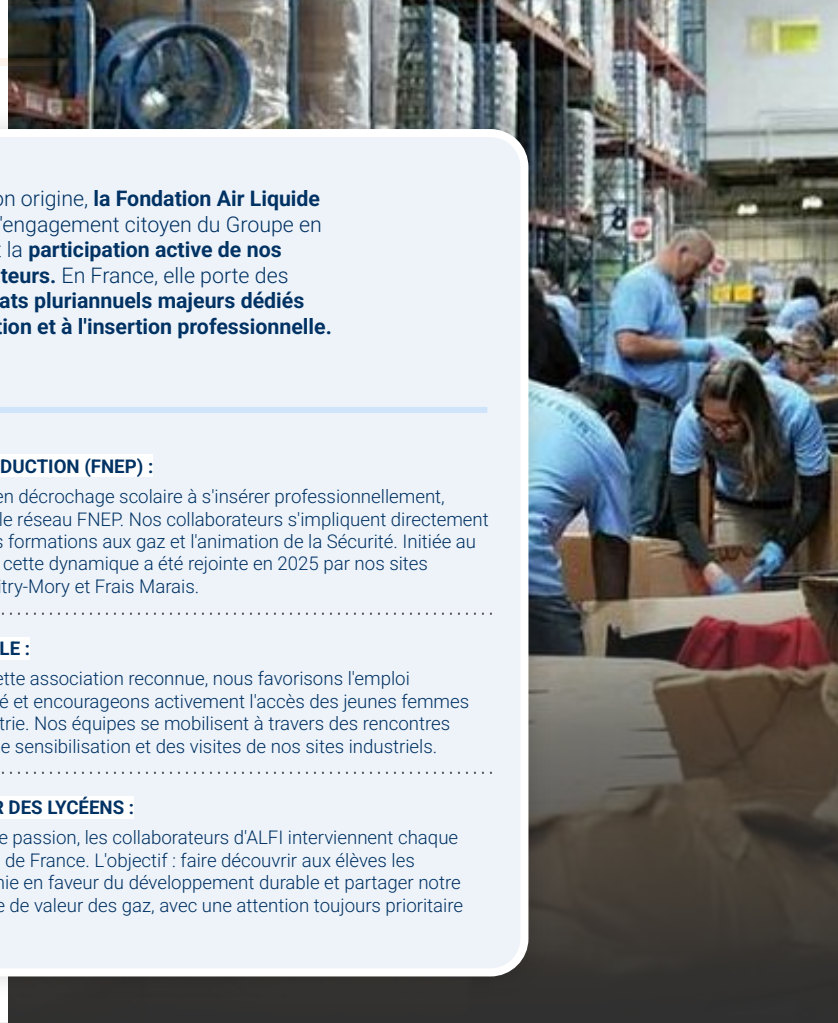 on origine, la Fondation Air Liquide
l'engagement citoyen du Groupe en
t la participation active de nos
teurs. En France, elle porte des
ats pluriannuels majeurs dédiés
tion et à l'insertion professionnelle.
DUCTION (FNEP) :
en décrochage scolaire à s'insérer professionnellement,
le réseau FNEP. Nos collaborateurs s'impliquent directement
s formations aux gaz et l'animation de la Sécurité. Initiée au
cette dynamique a été rejointe en 2025 par nos sites
itry-Mory et Frais Marais.
LE :
ette association reconnue, nous favorisons l'emploi
é et encourageons activement l'accès des jeunes femmes
trie. Nos équipes se mobilisent à travers des rencontres
e sensibilisation et des visites de nos sites industriels.
R DES LYCÉENS :
e passion, les collaborateurs d'ALFI interviennent chaque
de France. L'objectif : faire découvrir aux élèves les
nie en faveur du développement durable et partager notre
e de valeur des gaz, avec une attention toujours prioritaire
8